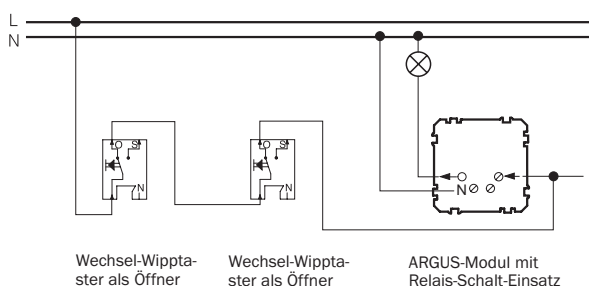 L
N
O S
N
O S
N
N
Wechsel-Wippta-
ster als Öffner
Wechsel-Wippta-
ster als Öffner
ARGUS-Modul mit
Relais-Schalt-Einsatz